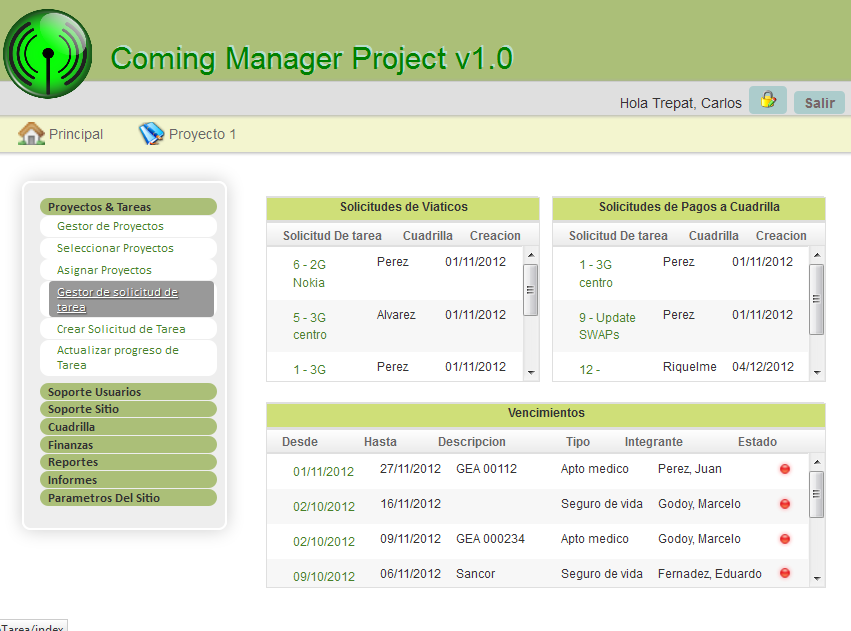 Coming Manager Project v1.0
Hola Trepat, Carlos Salir
Principal Proyecto 1
Proyectos & Tareas
Gestor de Proyectos
Seleccionar Proyectos
Asignar Proyectos
Gestor de solicitud de
tarea
Crear Solicitud de Tarea
Actualizar progreso de
Tarea
Soporte Usuarios
Soporte Sitio
Cuadrilla
Finanzas
Reportes
Informes
Parametros Del Sitio
Solicitudes de Viaticos
Solicitud De tarea Cuadrilla Creacion
6 - 2G Perez 01/11/2012
Nokia
5 - 3G Alvarez 01/11/2012
centro
1 - 3G Perez 01/11/2012
Solicitudes de Pagos a Cuadrilla
Solicitud De tarea Cuadrilla Creacion
1 - 3G Perez 01/11/2012
centro
9 - Update Perez 01/11/2012
SWAPs
12 - Riquelme 04/12/2012
Vencimientos
Desde Hasta Descripcion Tipo Integrante Estado
01/11/2012 27/11/2012 GEA 00112 Apto medico Perez, Juan
02/10/2012 16/11/2012 Seguro de vida Godoy, Marcelo
02/10/2012 09/11/2012 GEA 000234 Apto medico Godoy, Marcelo
09/10/2012 06/11/2012 Sancor Seguro de vida Fernadez, Eduardo
Tarea/index